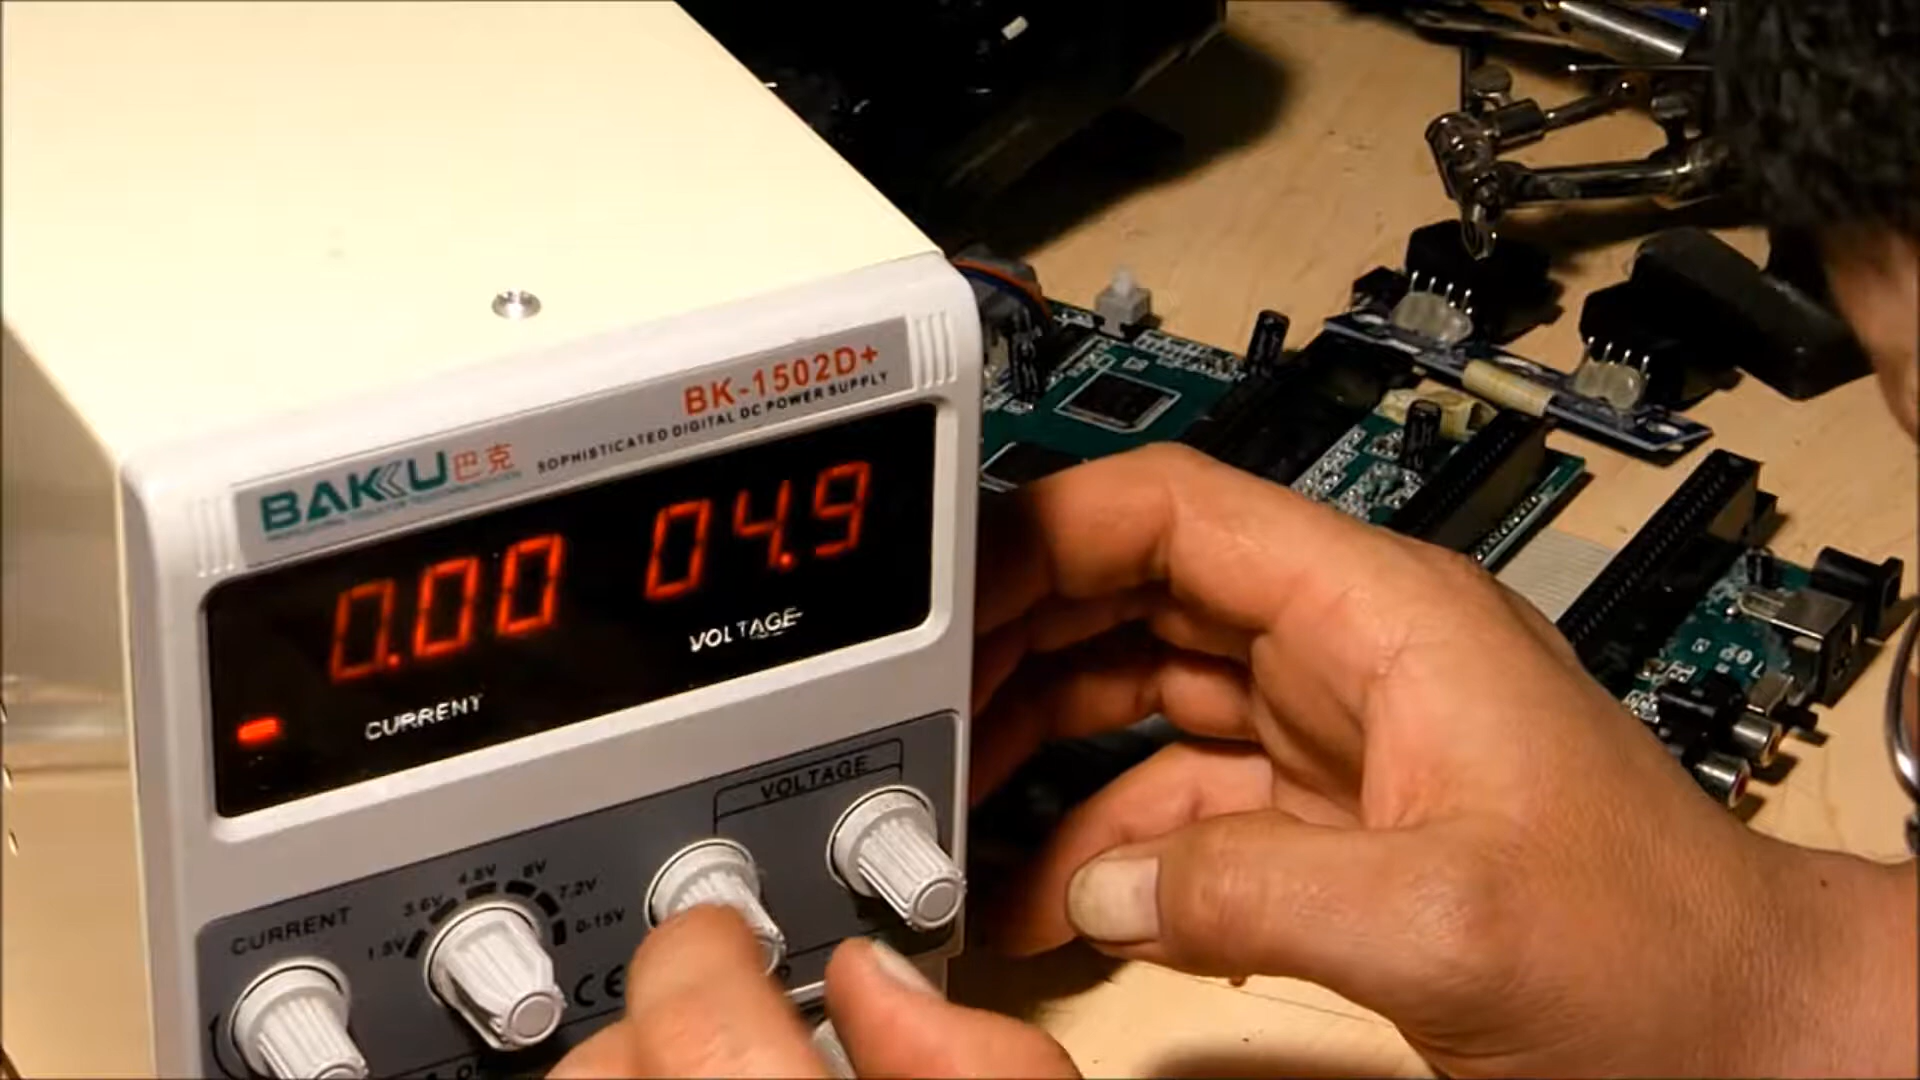 BK-1502D+
SOPHISTICATED DIGITAL DC POWER SUPPLY
BAKU巴克
0.00 04.9
CURRENT VOLTAGE
VOLTAGE
CURRENT
1.5V 3.6V 4.8V 6V 7.2V 0-15V
CE